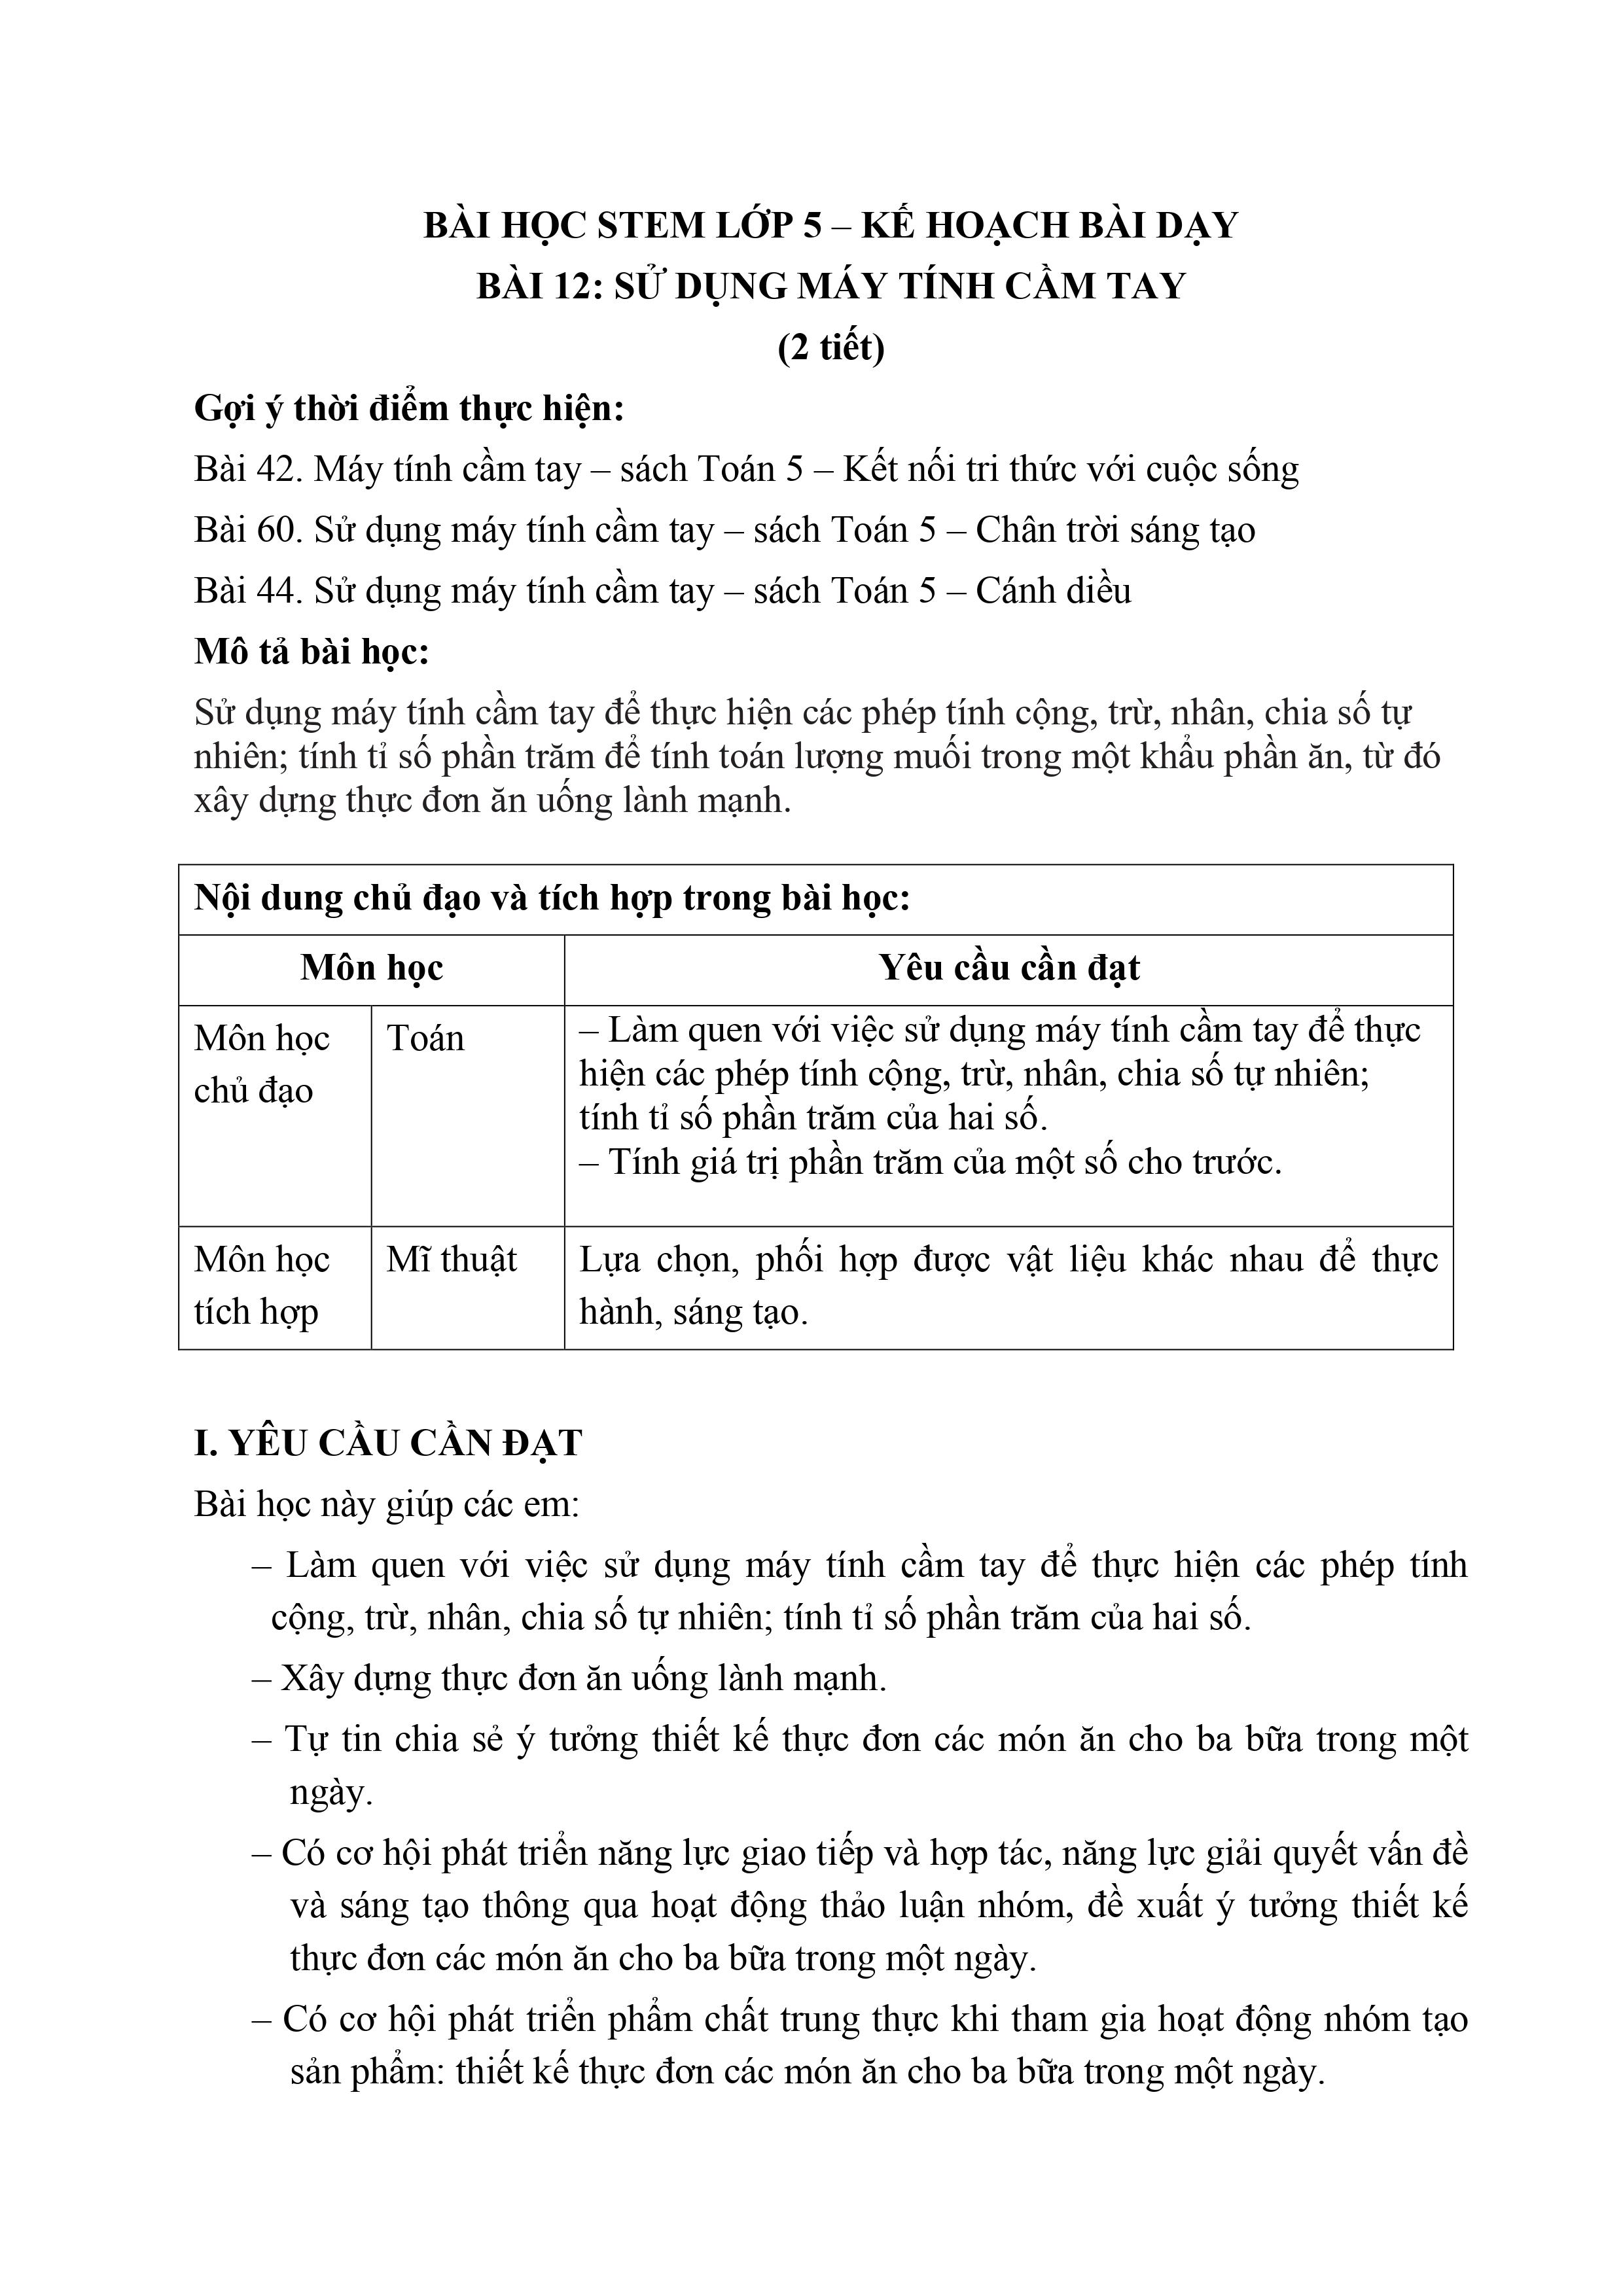 BÀI HỌC STEM LỚP 5 – KẾ HOẠCH BÀI DẠY
BÀI 12: SỬ DỤNG MÁY TÍNH CẦM TAY
(2 tiết)
Gợi ý thời điểm thực hiện:
Bài 42. Máy tính cầm tay – sách Toán 5 – Kết nối tri thức với cuộc sống
Bài 60. Sử dụng máy tính cầm tay – sách Toán 5 – Chân trời sáng tạo
Bài 44. Sử dụng máy tính cầm tay – sách Toán 5 – Cánh diều
Mô tả bài học:
Sử dụng máy tính cầm tay để thực hiện các phép tính cộng, trừ, nhân, chia số tự
nhiên; tính tỉ số phần trăm để tính toán lượng muối trong một khẩu phần ăn, từ đó
xây dựng thực đơn ăn uống lành mạnh.
Nội dung chủ đạo và tích hợp trong bài học:
Môn học
Yêu cầu cần đạt
Môn học
chủ đạo
Toán
– Làm quen với việc sử dụng máy tính cầm tay để thực
hiện các phép tính cộng, trừ, nhân, chia số tự nhiên;
tính tỉ số phần trăm của hai số.
– Tính giá trị phần trăm của một số cho trước.
Môn học
tích hợp
Mĩ thuật
Lựa chọn, phối hợp được vật liệu khác nhau để thực
hành, sáng tạo.
I. YÊU CẦU CẦN ĐẠT
Bài học này giúp các em:
– Làm quen với việc sử dụng máy tính cầm tay để thực hiện các phép tính
cộng, trừ, nhân, chia số tự nhiên; tính tỉ số phần trăm của hai số.
– Xây dựng thực đơn ăn uống lành mạnh.
– Tự tin chia sẻ ý tưởng thiết kế thực đơn các món ăn cho ba bữa trong một
ngày.
– Có cơ hội phát triển năng lực giao tiếp và hợp tác, năng lực giải quyết vấn đề
và sáng tạo thông qua hoạt động thảo luận nhóm, đề xuất ý tưởng thiết kế
thực đơn các món ăn cho ba bữa trong một ngày.
– Có cơ hội phát triển phẩm chất trung thực khi tham gia hoạt động nhóm tạo
sản phẩm: thiết kế thực đơn các món ăn cho ba bữa trong một ngày.